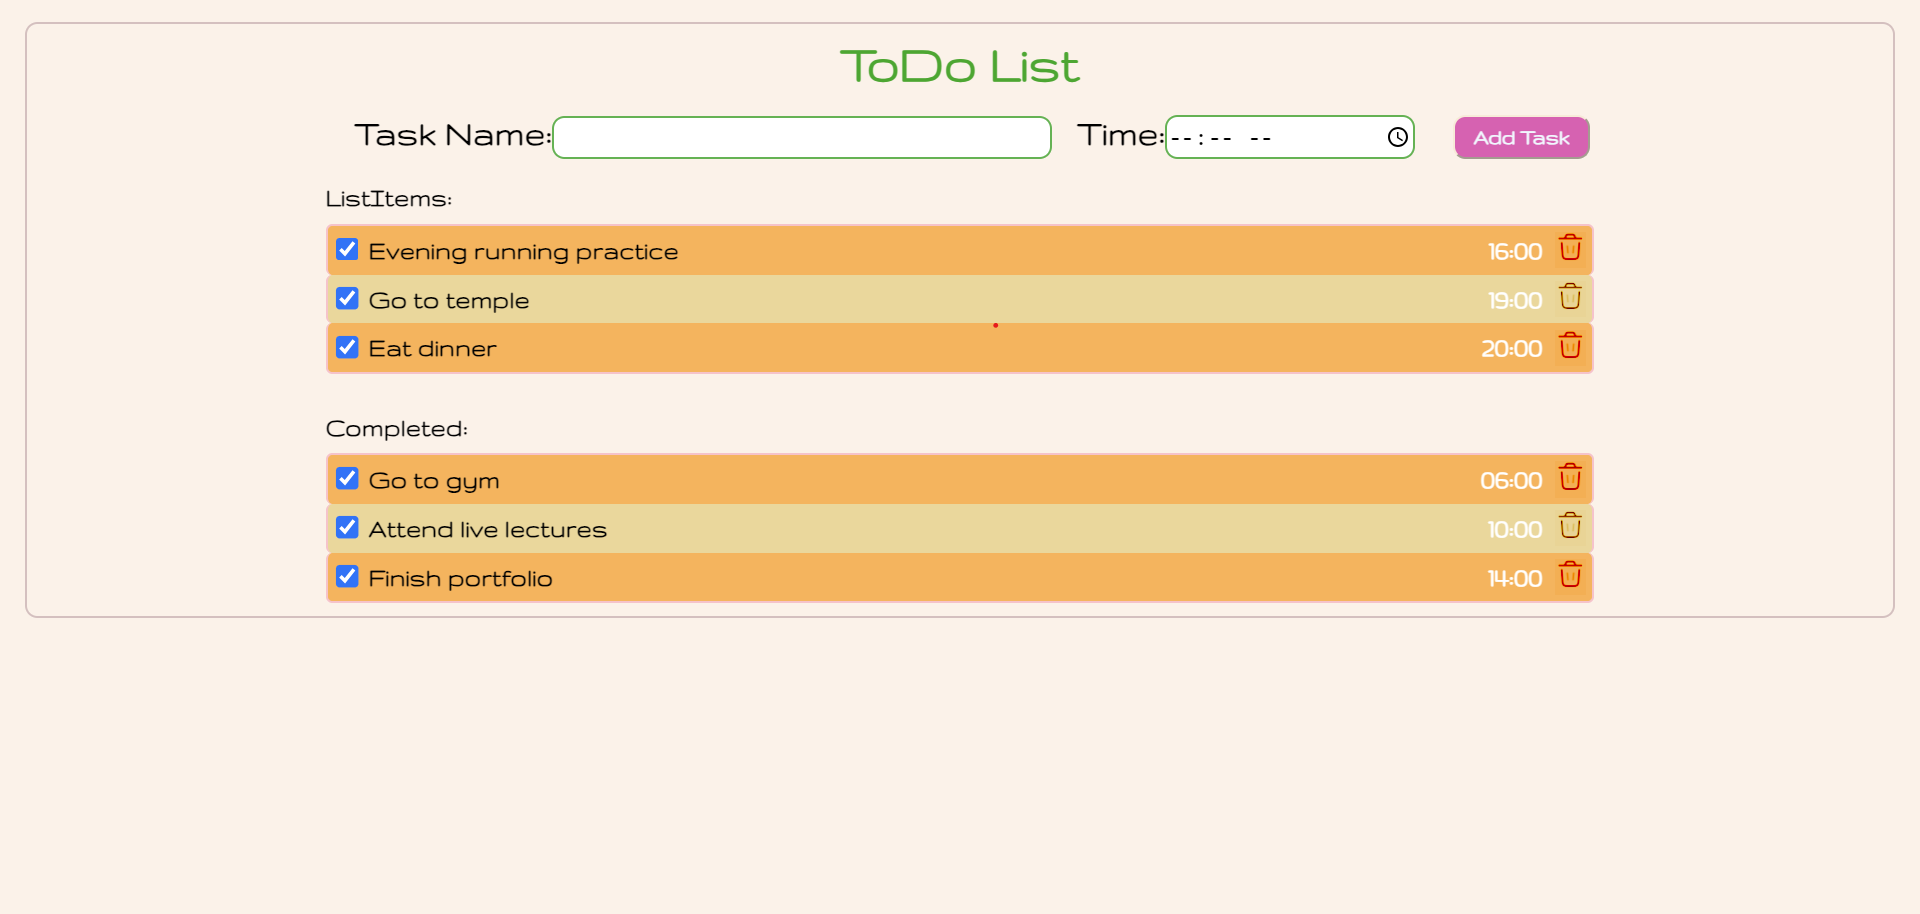 ToDo List
Task Name: Time: --:-- -- Add Task
ListItems:
Evening running practice 16:00
Go to temple 19:00
Eat dinner 20:00
Completed:
Go to gym 06:00
Attend live lectures 10:00
Finish portfolio 14:00